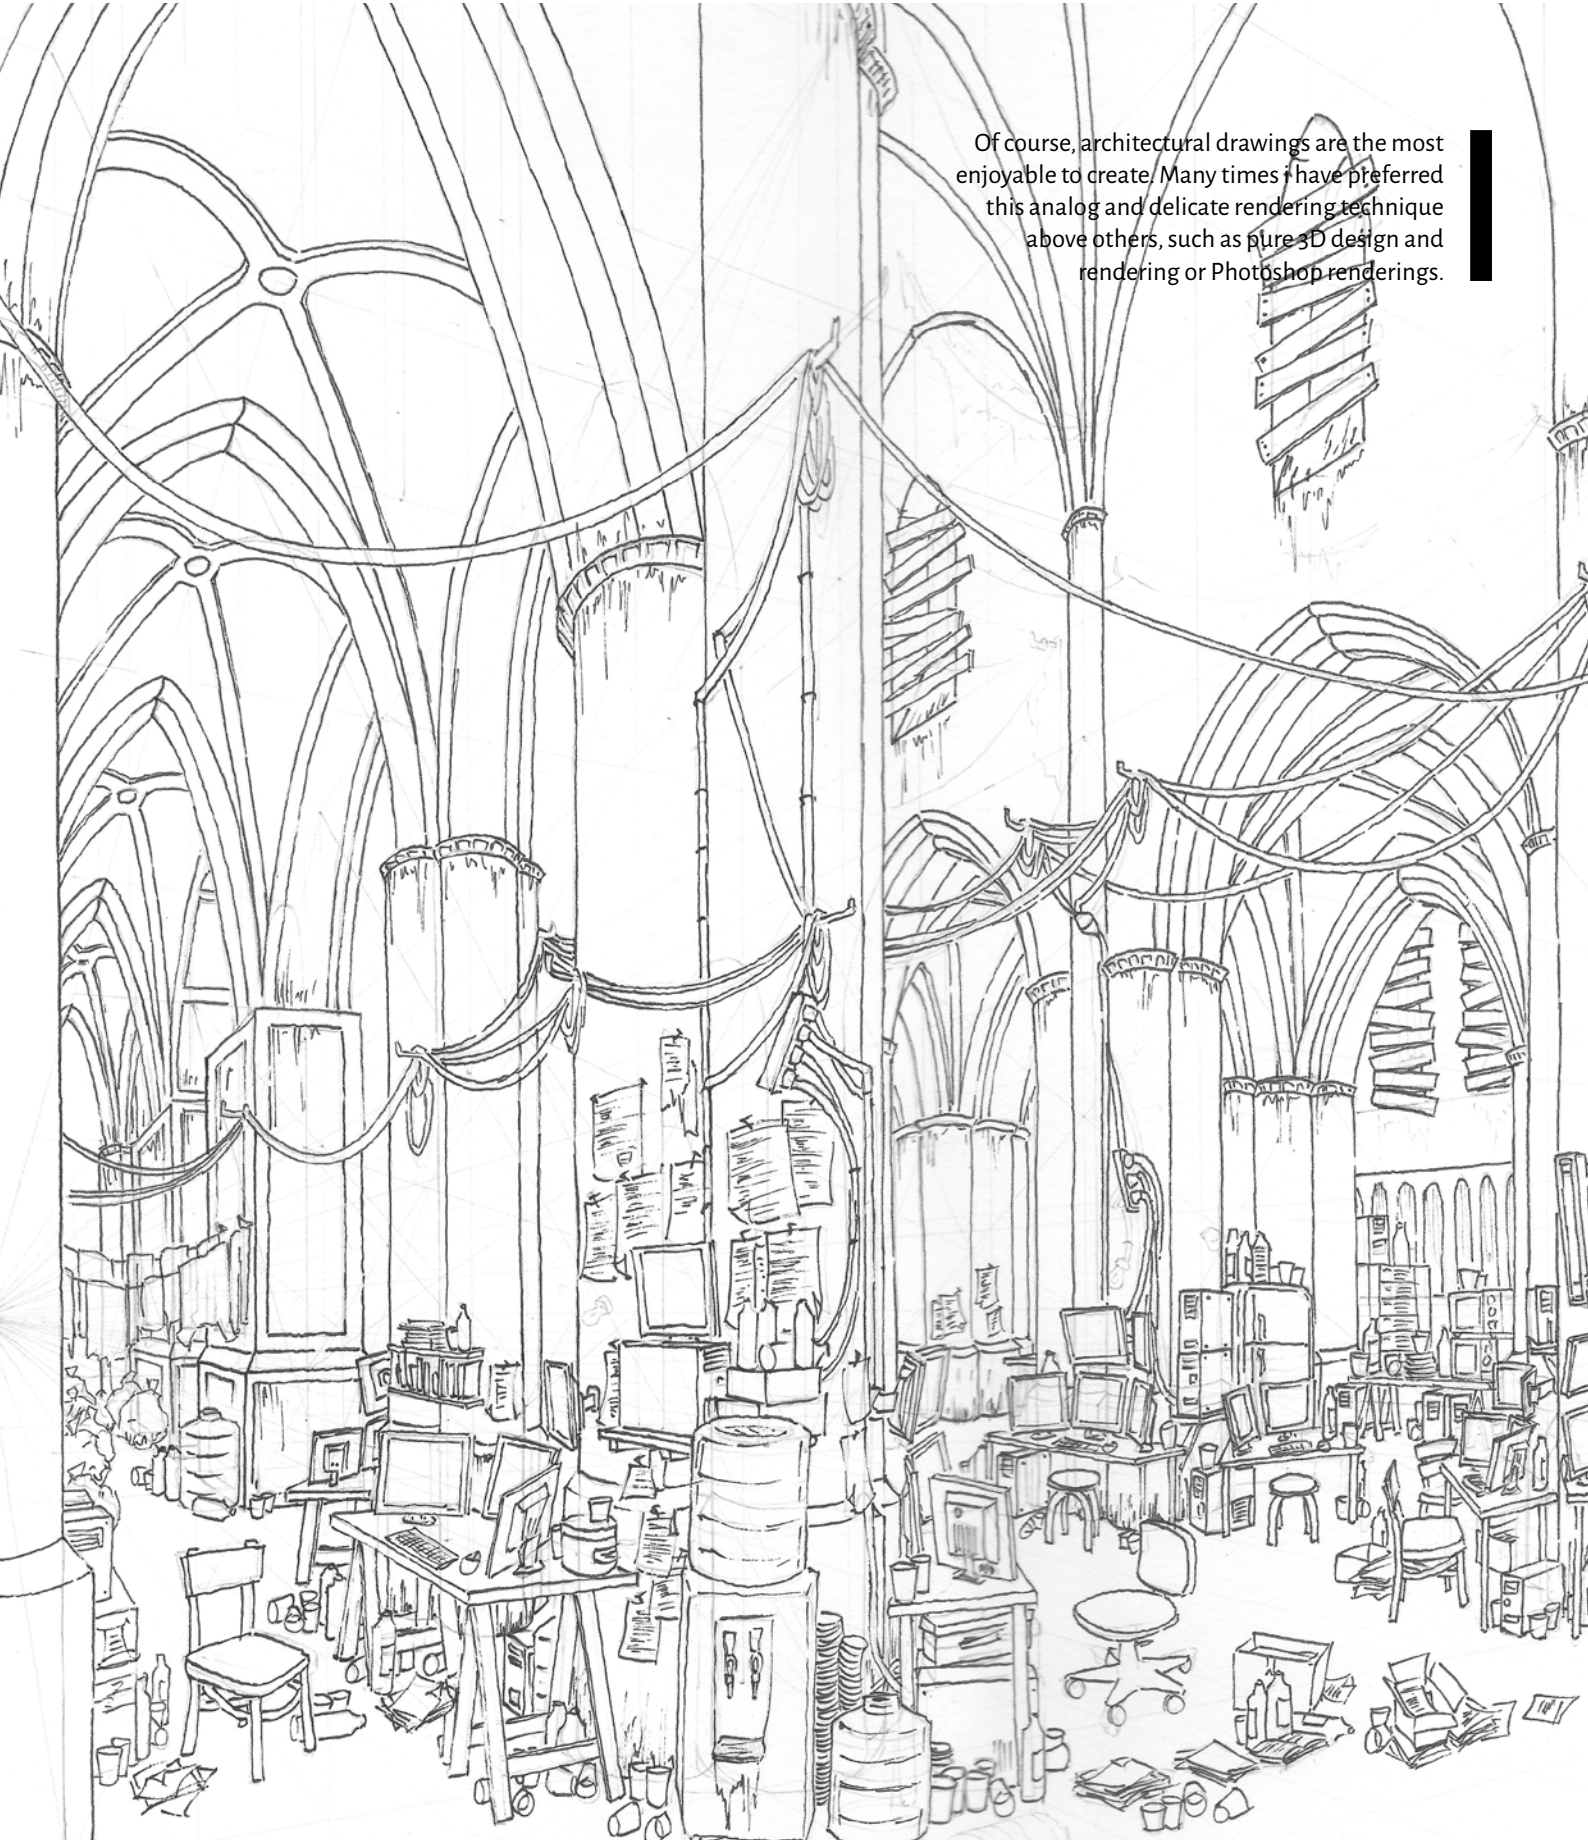 Of course, architectural drawings are the most
enjoyable to create. Many times i have preferred
this analog and delicate rendering technique
above others, such as pure 3D design and
rendering or Photoshop renderings.